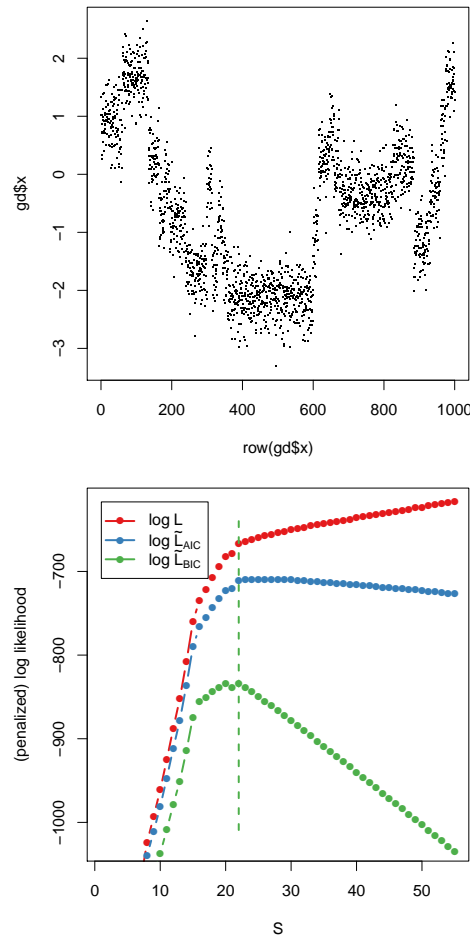 gd$x
2
1
0
-1
-2
-3
0 200 400 600 800 1000
row(gd$x)
(penalized) log likelihood
log L
log L̃AIC
log L̃BIC
-700
-800
-900
-1000
0 10 20 30 40 50
S